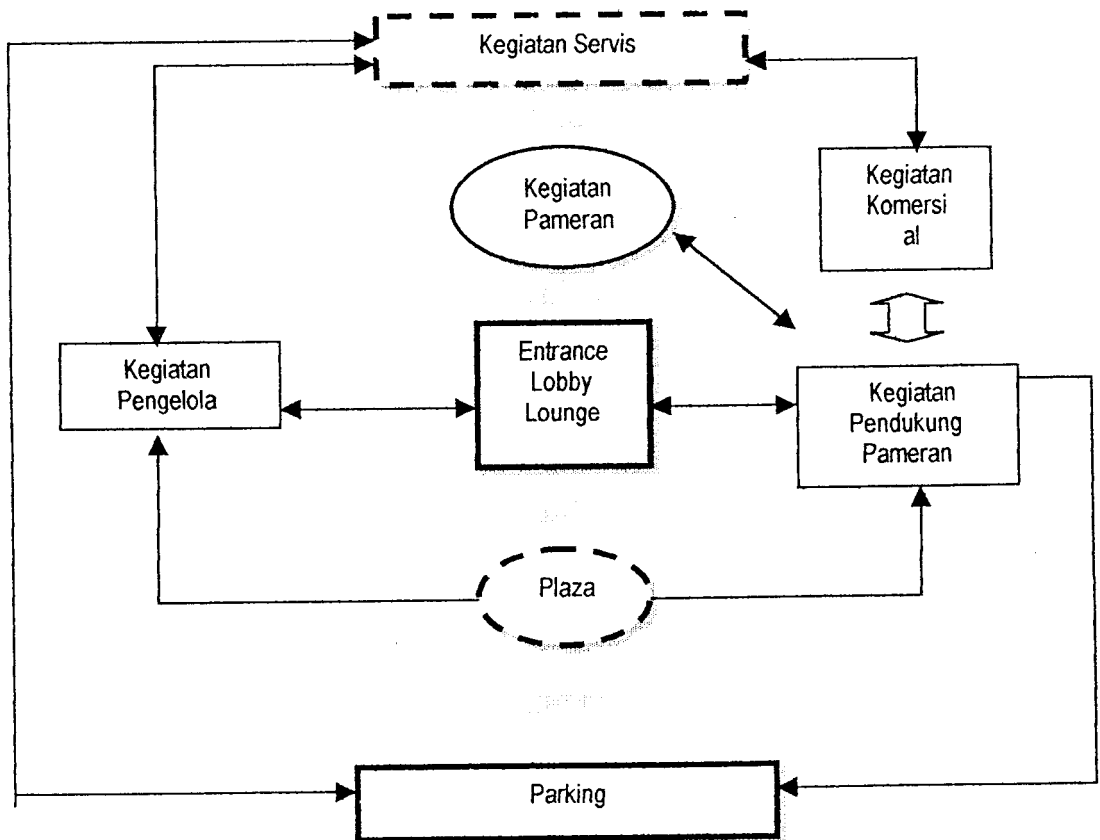 Kegiatan Servis
Kegiatan
Pameran
Kegiatan
Komersi
al
Entrance
Lobby
Lounge
Kegiatan
Pengelola
Kegiatan
Pendukung
Pameran
Plaza
Parking